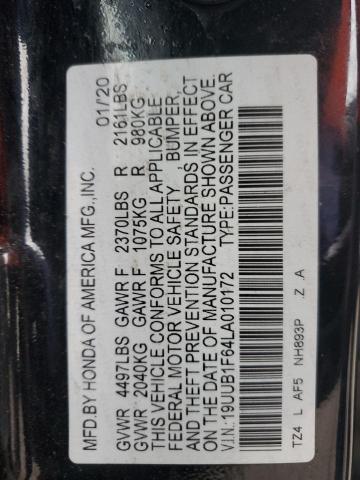 MFD.BY HONDA OF AMERICA MFG.,INC. 01/20
GVWR 4497LBS GAWR F 2370LBS R 2161LBS
GVWR 2040KG GAWR F 1075KG R 980KG
THIS VEHICLE CONFORMS TO ALL APPLICABLE
FEDERAL MOTOR VEHICLE SAFETY BUMPER,
AND THEFT PREVENTION STANDARDS IN EFFECT
ON THE DATE OF MANUFACTURE SHOWN ABOVE.
V.I.N.:19UUB1F64LA010172 TYPE:PASSENGER CAR
TZ4 L AF5 NH893P Z A